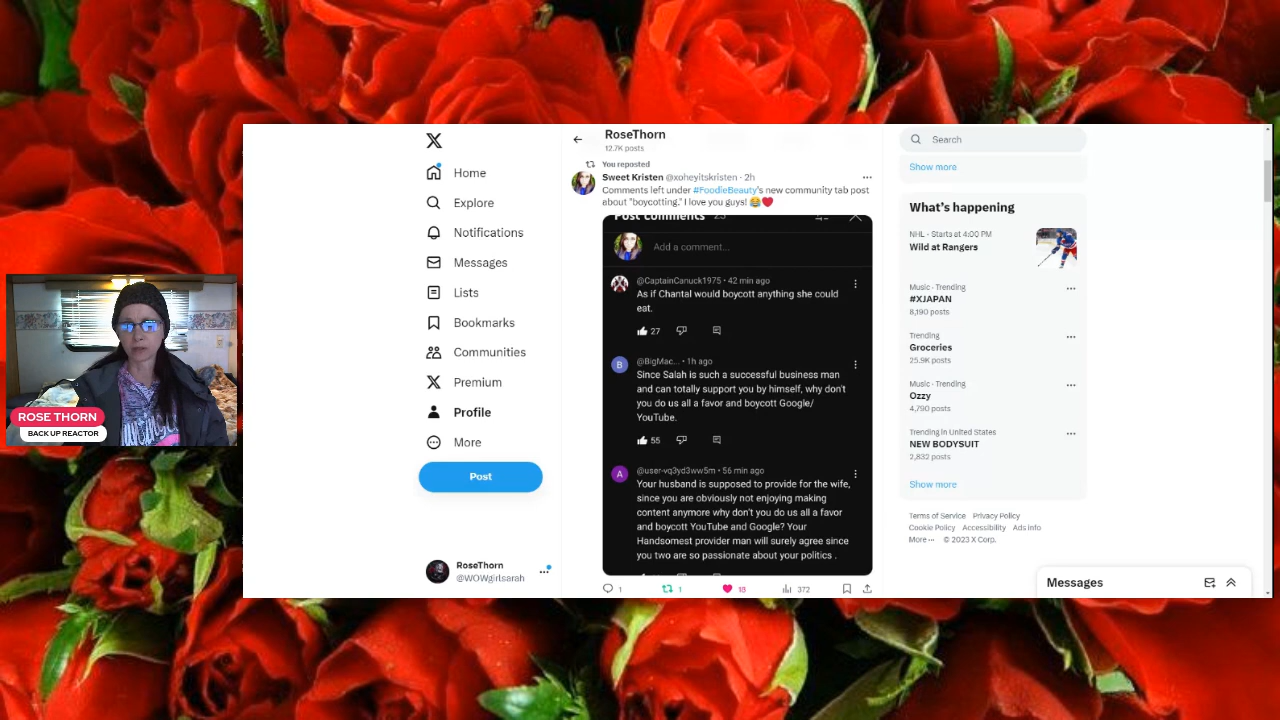 RoseThorn
12.7K posts
Search
Show more
Home
Explore
Notifications
Messages
Lists
Bookmarks
Communities
Premium
Profile
More
Post
RoseThorn
@WOWgirlsarah
You reposted
Sweet Kristen @xoheyitskristen · 2h
Comments left under #FoodieBeauty's new community tab post
about "boycotting." I love you guys! 😂❤️
Post comments 23
Add a comment...
@CaptainCanuck1975 • 42 min ago
As if Chantal would boycott anything she could
eat.
27
B
@BigMac... • 1h ago
Since Salah is such a successful business man
and can totally support you by himself, why don't
you do us all a favor and boycott Google/
YouTube.
55
A
@user-vq3yd3ww5m • 56 min ago
Your husband is supposed to provide for the wife,
since you are obviously not enjoying making
content anymore why don't you do us all a favor
and boycott YouTube and Google? Your
Handsomest provider man will surely agree since
you two are so passionate about your politics .
1
1
18
372
What's happening
NHL · Starts at 4:00 PM
Wild at Rangers
Music · Trending
#XJAPAN
8,190 posts
Trending
Groceries
25.9K posts
Music · Trending
Ozzy
4,790 posts
Trending in United States
NEW BODYSUIT
2,832 posts
Show more
Terms of Service Privacy Policy
Cookie Policy Accessibility Ads info
More ··· © 2023 X Corp.
Messages
ROSE THORN
BACK UP REACTOR